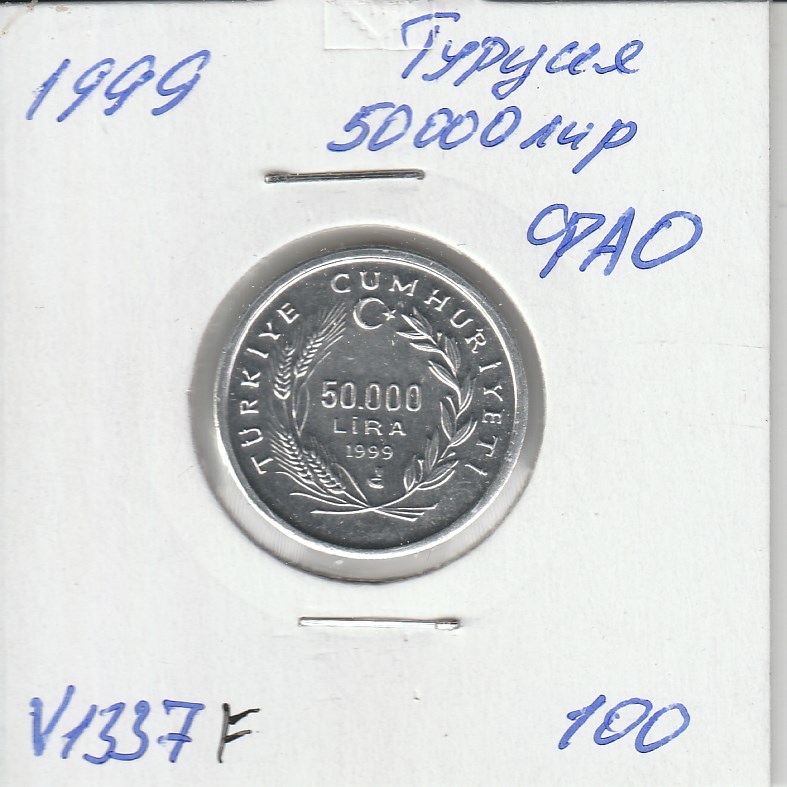 1999
Турция
50000 лир
ФАО
TÜRKİYE CUMHURİYETİ
50.000
LİRA
1999
V1337 F
100